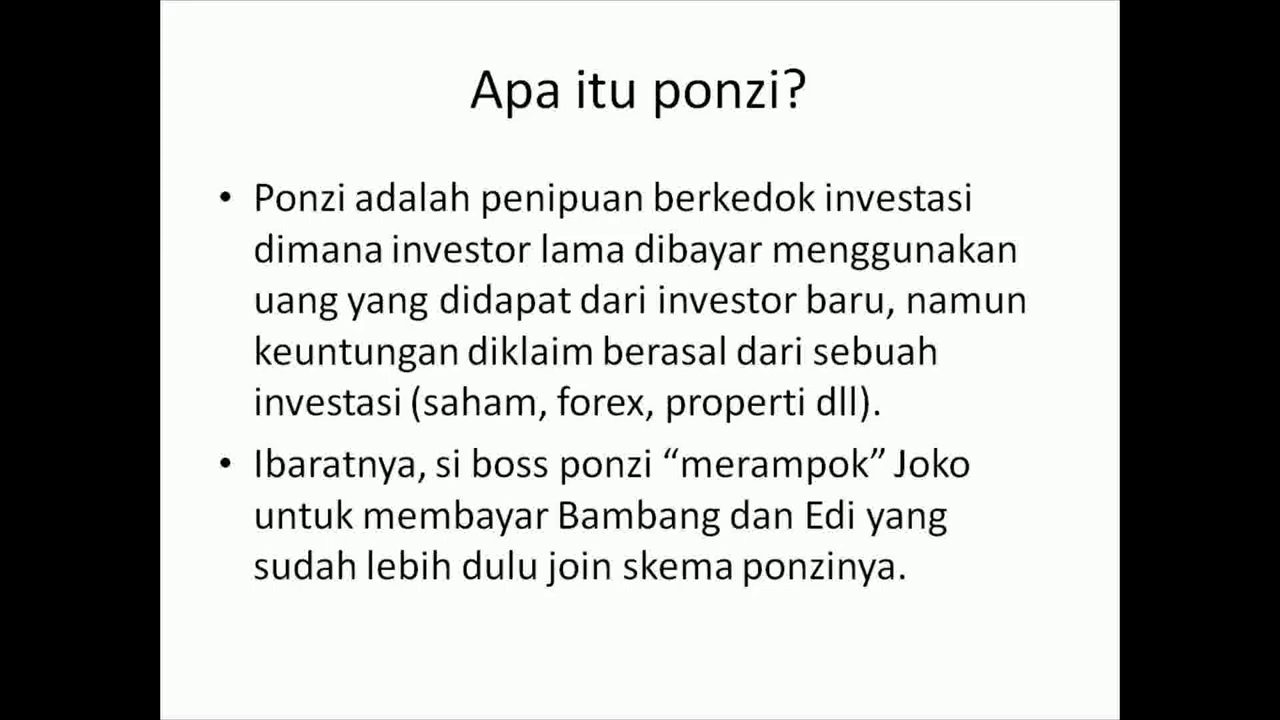 Apa itu ponzi?
• Ponzi adalah penipuan berkedok investasi
dimana investor lama dibayar menggunakan
uang yang didapat dari investor baru, namun
keuntungan diklaim berasal dari sebuah
investasi (saham, forex, properti dll).
• Ibaratnya, si boss ponzi “merampok” Joko
untuk membayar Bambang dan Edi yang
sudah lebih dulu join skema ponzinya.